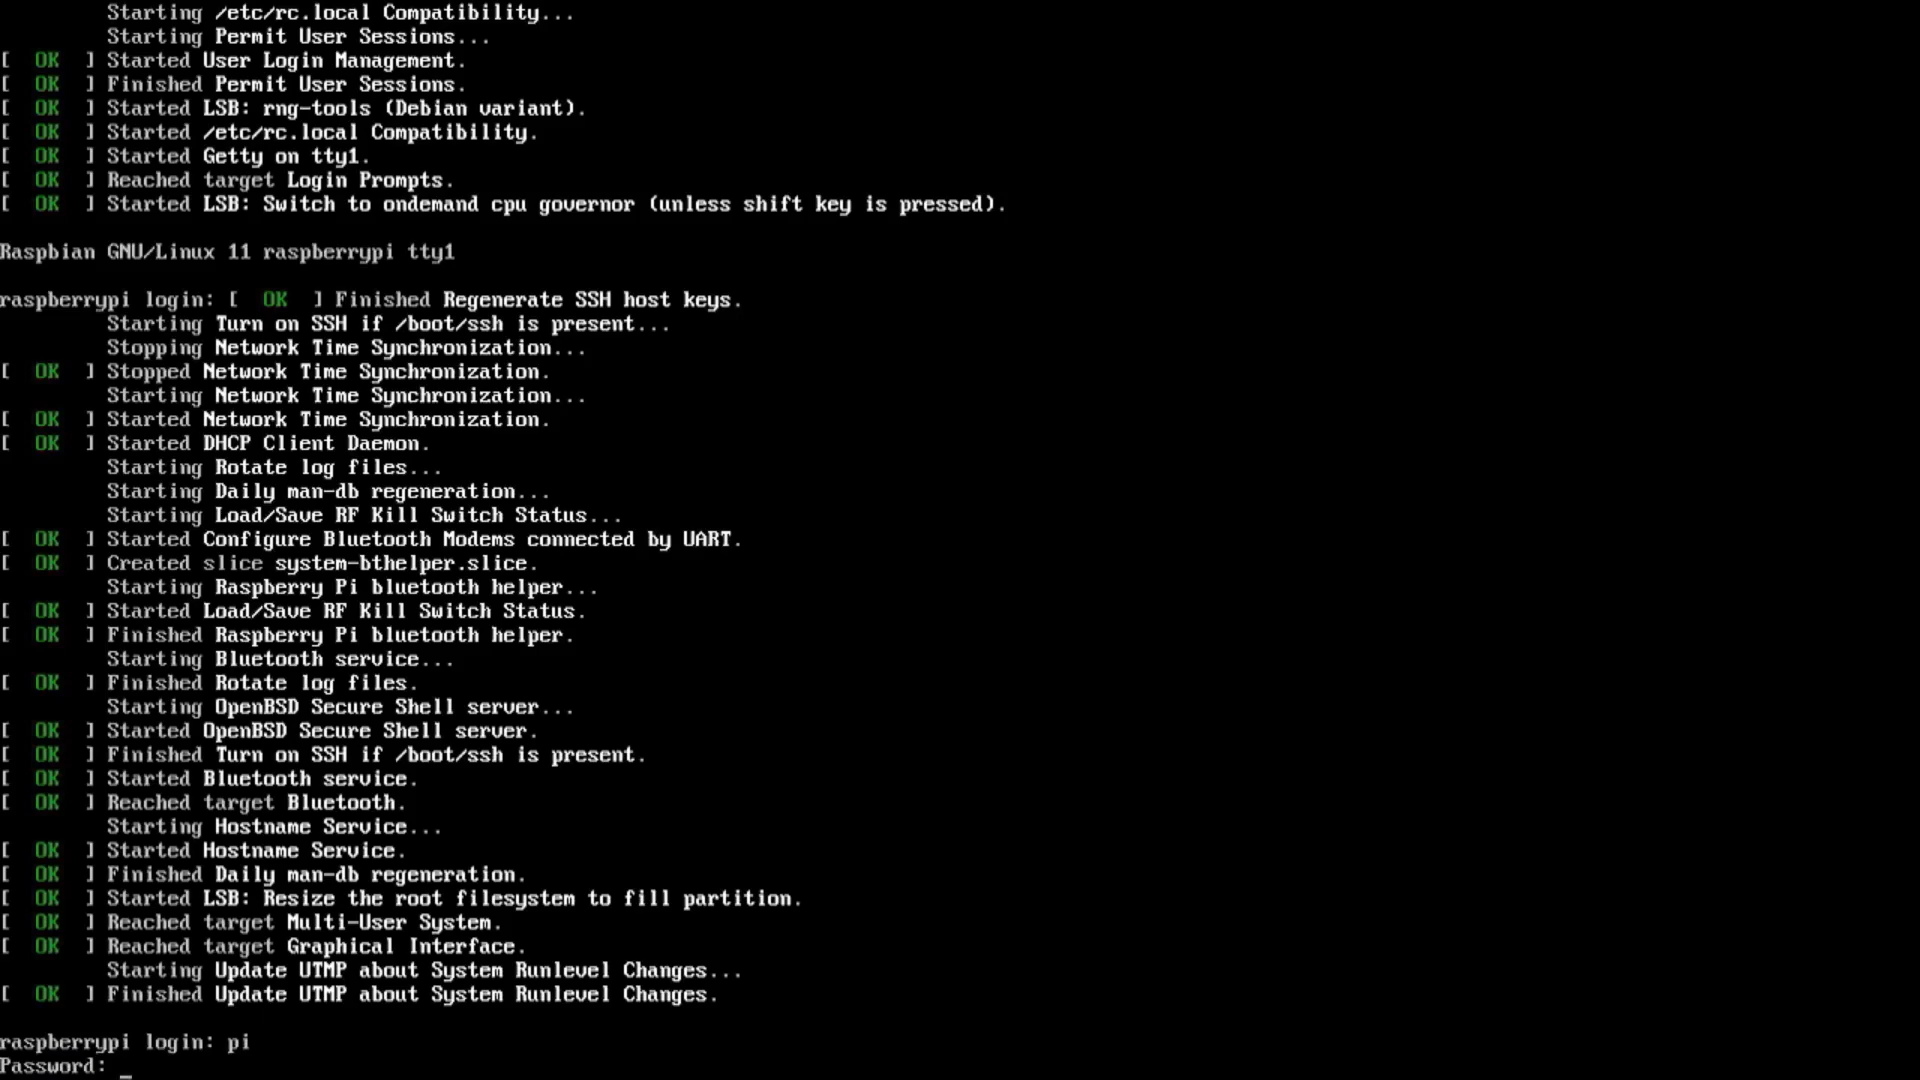 Starting /etc/rc.local Compatibility...
Starting Permit User Sessions...
[  OK  ] Started User Login Management.
[  OK  ] Finished Permit User Sessions.
[  OK  ] Started LSB: rng-tools (Debian variant).
[  OK  ] Started /etc/rc.local Compatibility.
[  OK  ] Started Getty on tty1.
[  OK  ] Reached target Login Prompts.
[  OK  ] Started LSB: Switch to ondemand cpu governor (unless shift key is pressed).
Raspbian GNU/Linux 11 raspberrypi tty1
raspberrypi login: [  OK  ] Finished Regenerate SSH host keys.
Starting Turn on SSH if /boot/ssh is present...
Stopping Network Time Synchronization...
[  OK  ] Stopped Network Time Synchronization.
Starting Network Time Synchronization...
[  OK  ] Started Network Time Synchronization.
[  OK  ] Started DHCP Client Daemon.
Starting Rotate log files...
Starting Daily man-db regeneration...
Starting Load/Save RF Kill Switch Status...
[  OK  ] Started Configure Bluetooth Modems connected by UART.
[  OK  ] Created slice system-bthelper.slice.
Starting Raspberry Pi bluetooth helper...
[  OK  ] Started Load/Save RF Kill Switch Status.
[  OK  ] Finished Raspberry Pi bluetooth helper.
Starting Bluetooth service...
[  OK  ] Finished Rotate log files.
Starting OpenBSD Secure Shell server...
[  OK  ] Started OpenBSD Secure Shell server.
[  OK  ] Finished Turn on SSH if /boot/ssh is present.
[  OK  ] Started Bluetooth service.
[  OK  ] Reached target Bluetooth.
Starting Hostname Service...
[  OK  ] Started Hostname Service.
[  OK  ] Finished Daily man-db regeneration.
[  OK  ] Started LSB: Resize the root filesystem to fill partition.
[  OK  ] Reached target Multi-User System.
[  OK  ] Reached target Graphical Interface.
Starting Update UTMP about System Runlevel Changes...
[  OK  ] Finished Update UTMP about System Runlevel Changes.
raspberrypi login: pi
Password: _